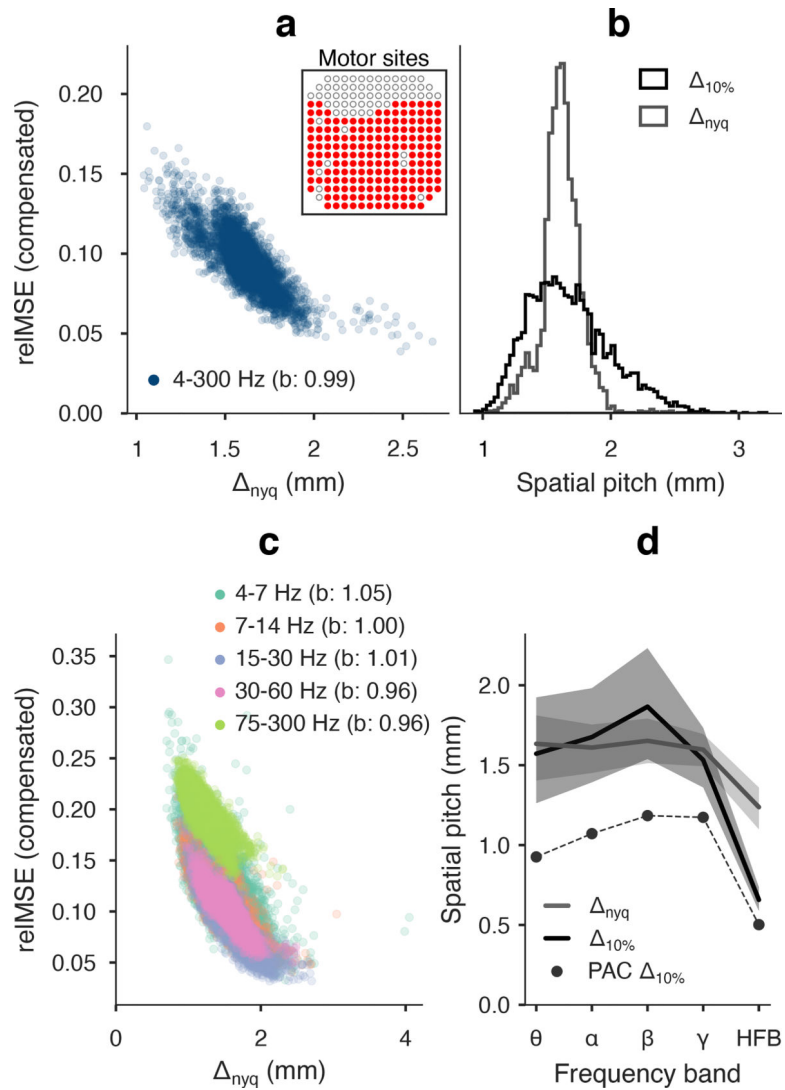 a
Motor sites
0.20
0.15
0.10
0.05
0.00
relMSE (compensated)
4-300 Hz (b: 0.99)
1
1.5
2
2.5
Δnyq (mm)
b
Δ10%
Δnyq
1
2
3
Spatial pitch (mm)
c
4-7 Hz (b: 1.05)
7-14 Hz (b: 1.00)
15-30 Hz (b: 1.01)
30-60 Hz (b: 0.96)
75-300 Hz (b: 0.96)
0.35
0.30
0.25
0.20
0.15
0.10
0.05
relMSE (compensated)
0
2
4
Δnyq (mm)
d
2.0
1.5
1.0
0.5
0.0
Spatial pitch (mm)
Δnyq
Δ10%
PAC Δ10%
θ
α
β
γ
HFB
Frequency band